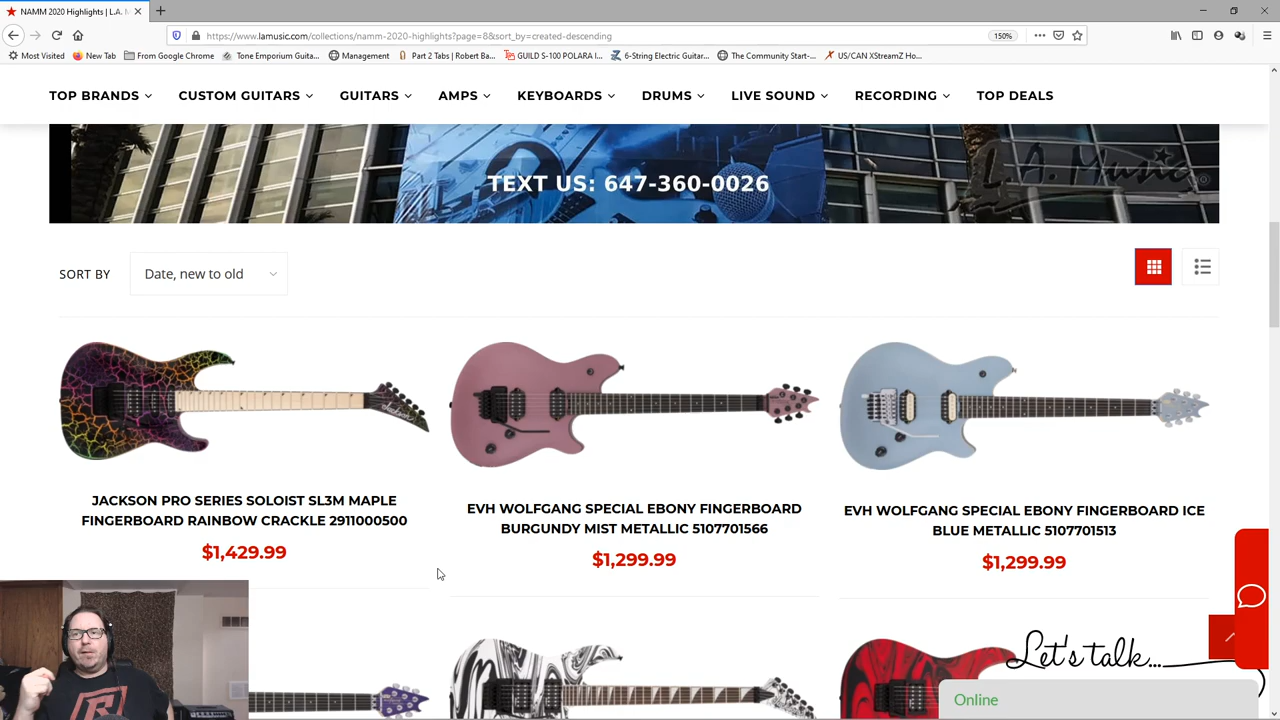 NAMM 2020 Highlights | L.A. M
https://www.lamusic.com/collections/namm-2020-highlights?page=8&sort_by=created-descending
150%
Most Visited
New Tab
From Google Chrome
Tone Emporium Guita...
Management
Part 2 Tabs | Robert Ba...
GUILD S-100 POLARA I...
6-String Electric Guitar...
The Community Start-...
US/CAN XStreamZ Ho...
TOP BRANDS
CUSTOM GUITARS
GUITARS
AMPS
KEYBOARDS
DRUMS
LIVE SOUND
RECORDING
TOP DEALS
TEXT US: 647-360-0026
L.A. Music
SORT BY
Date, new to old
JACKSON PRO SERIES SOLOIST SL3M MAPLE
FINGERBOARD RAINBOW CRACKLE 2911000500
$1,429.99
EVH WOLFGANG SPECIAL EBONY FINGERBOARD
BURGUNDY MIST METALLIC 5107701566
$1,299.99
EVH WOLFGANG SPECIAL EBONY FINGERBOARD ICE
BLUE METALLIC 5107701513
$1,299.99
Let's talk...
Online